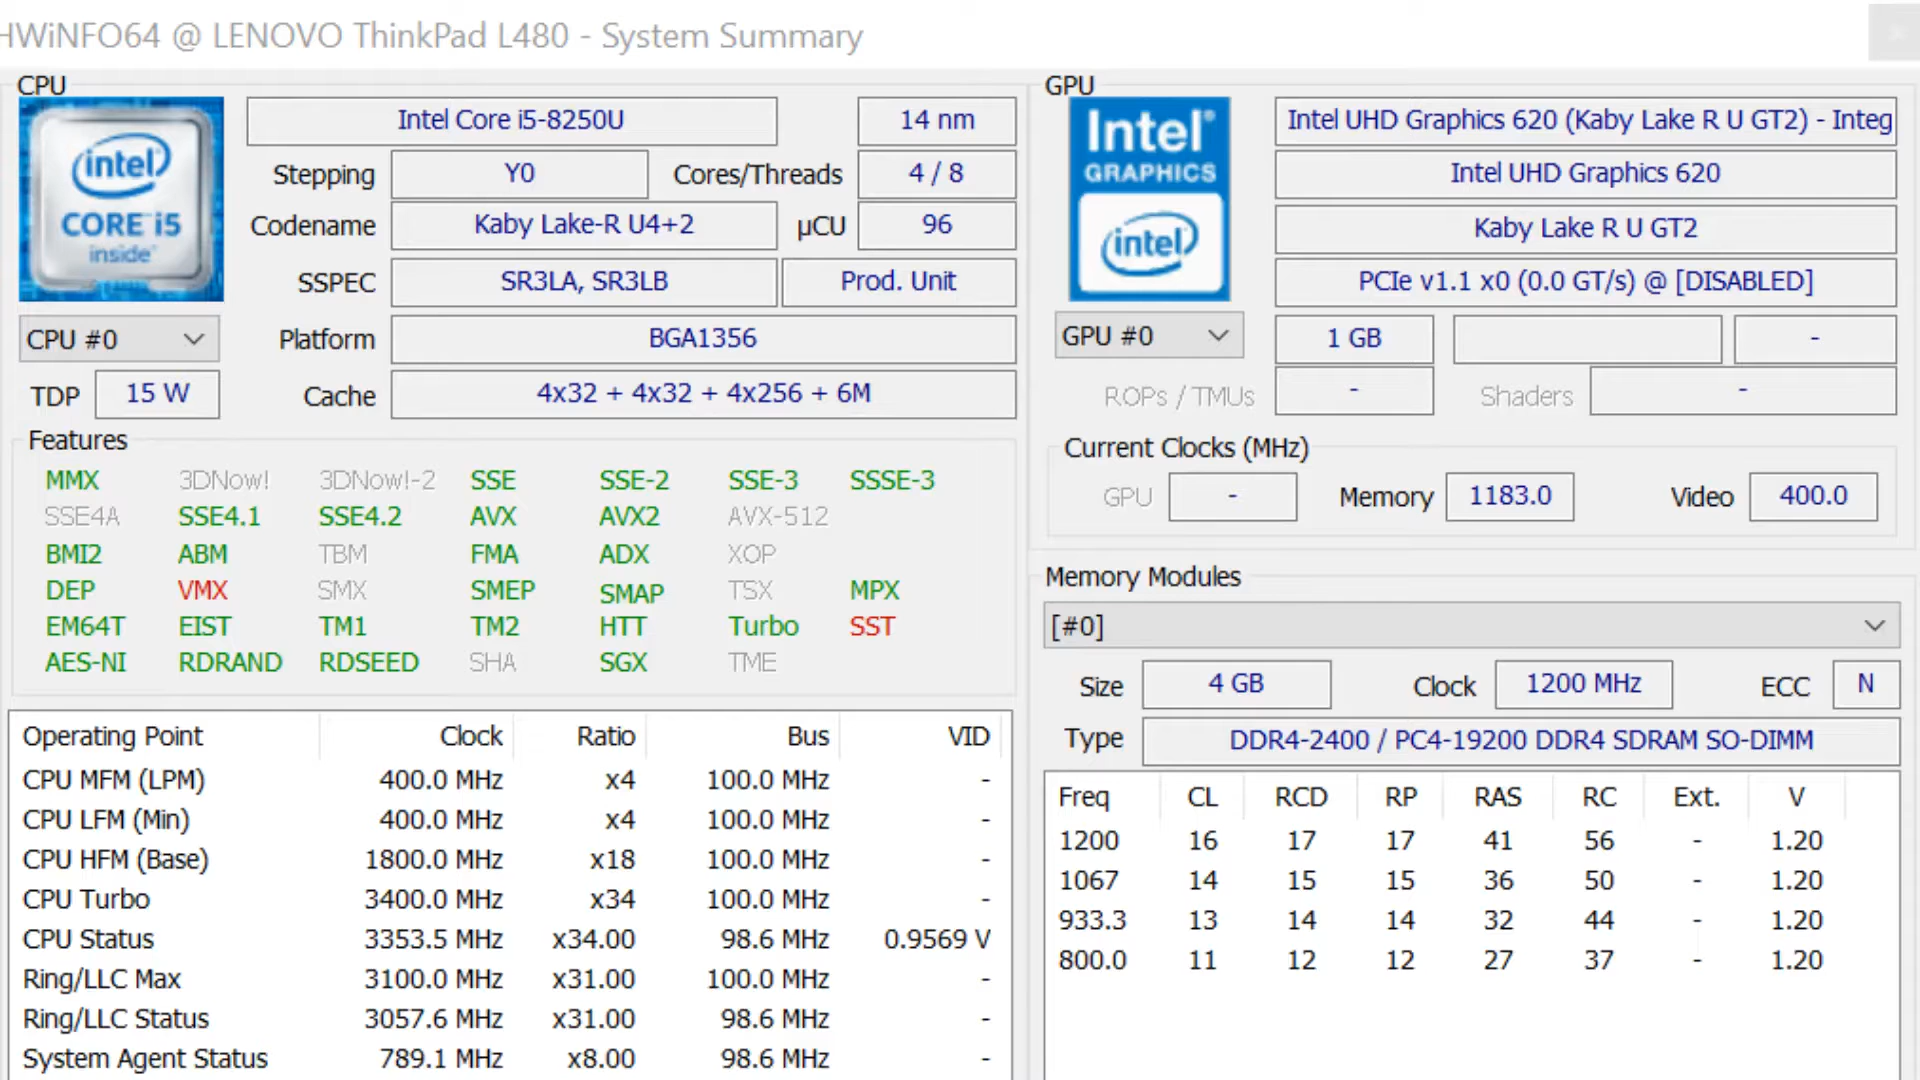 HWiNFO64 @ LENOVO ThinkPad L480 - System Summary
CPU
intel
CORE i5
inside
Intel Core i5-8250U
14 nm
Stepping Y0 Cores/Threads 4 / 8
Codename Kaby Lake-R U4+2 µCU 96
SSPEC SR3LA, SR3LB Prod. Unit
CPU #0 Platform BGA1356
TDP 15 W Cache 4x32 + 4x32 + 4x256 + 6M
Features
MMX 3DNow! 3DNow!-2 SSE SSE-2 SSE-3 SSSE-3
SSE4A SSE4.1 SSE4.2 AVX AVX2 AVX-512
BMI2 ABM TBM FMA ADX XOP
DEP VMX SMX SMEP SMAP TSX MPX
EM64T EIST TM1 TM2 HTT Turbo SST
AES-NI RDRAND RDSEED SHA SGX TME
Operating Point Clock Ratio Bus VID
CPU MFM (LPM) 400.0 MHz x4 100.0 MHz -
CPU LFM (Min) 400.0 MHz x4 100.0 MHz -
CPU HFM (Base) 1800.0 MHz x18 100.0 MHz -
CPU Turbo 3400.0 MHz x34 100.0 MHz -
CPU Status 3353.5 MHz x34.00 98.6 MHz 0.9569 V
Ring/LLC Max 3100.0 MHz x31.00 100.0 MHz -
Ring/LLC Status 3057.6 MHz x31.00 98.6 MHz -
System Agent Status 789.1 MHz x8.00 98.6 MHz -
GPU
Intel®
GRAPHICS
intel
Intel UHD Graphics 620 (Kaby Lake R U GT2) - Integ
Intel UHD Graphics 620
Kaby Lake R U GT2
PCIe v1.1 x0 (0.0 GT/s) @ [DISABLED]
GPU #0 1 GB -
ROPs / TMUs - Shaders -
Current Clocks (MHz)
GPU - Memory 1183.0 Video 400.0
Memory Modules
[#0]
Size 4 GB Clock 1200 MHz ECC N
Type DDR4-2400 / PC4-19200 DDR4 SDRAM SO-DIMM
Freq CL RCD RP RAS RC Ext. V
1200 16 17 17 41 56 - 1.20
1067 14 15 15 36 50 - 1.20
933.3 13 14 14 32 44 - 1.20
800.0 11 12 12 27 37 - 1.20